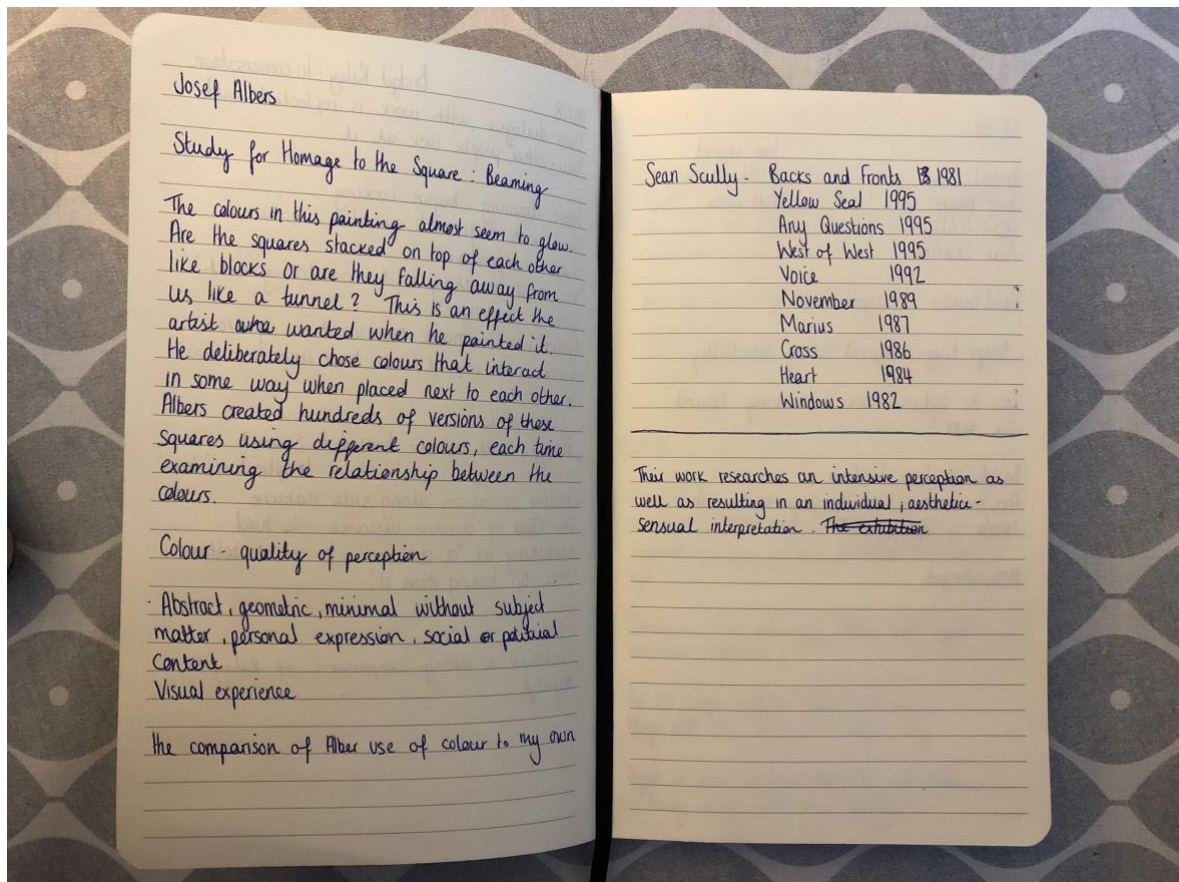 Josef Albers
Study for Homage to the Square : Beaming
The colours in this painting almost seem to glow.
Are the squares stacked on top of each other
like blocks or are they falling away from
us like a tunnel? This is an effect the
artist wanted when he painted it.
He deliberately chose colours that interact
in some way when placed next to each other.
Albers created hundreds of versions of these
squares using different colours, each time
examining the relationship between the
colours.
Colour - quality of perception
- Abstract, geometric, minimal without subject
matter, personal expression, social or political
content
Visual experience
the comparison of Alber use of colour to my own
Sean Scully - Backs and Fronts 1981
Yellow Seal 1995
Any Questions 1995
West of West 1995
Voice 1992
November 1989
Marius 1987
Cross 1986
Heart 1984
Windows 1982
Their work researches an intensive perception as
well as resulting in an individual, aesthetic-
sensual interpretation. The exhibition